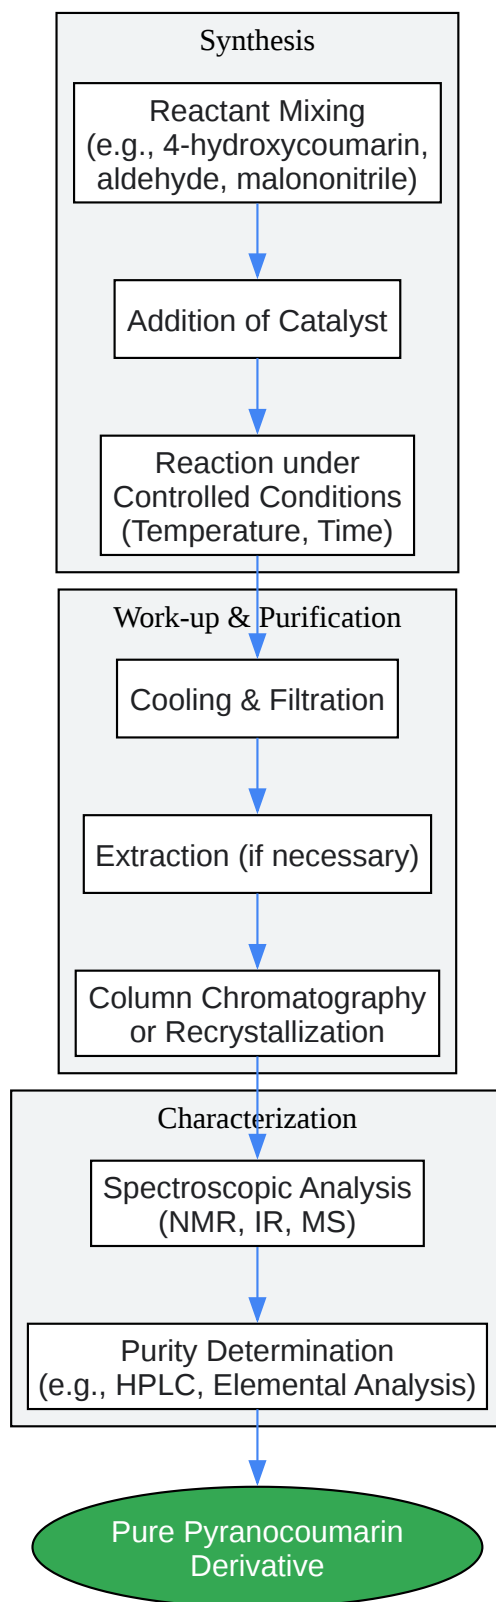 Synthesis
Reactant Mixing
(e.g., 4-hydroxycoumarin,
aldehyde, malononitrile)
Addition of Catalyst
Reaction under
Controlled Conditions
(Temperature, Time)
Work-up & Purification
Cooling & Filtration
Extraction (if necessary)
Column Chromatography
or Recrystallization
Characterization
Spectroscopic Analysis
(NMR, IR, MS)
Purity Determination
(e.g., HPLC, Elemental Analysis)
Pure Pyranocoumarin
Derivative